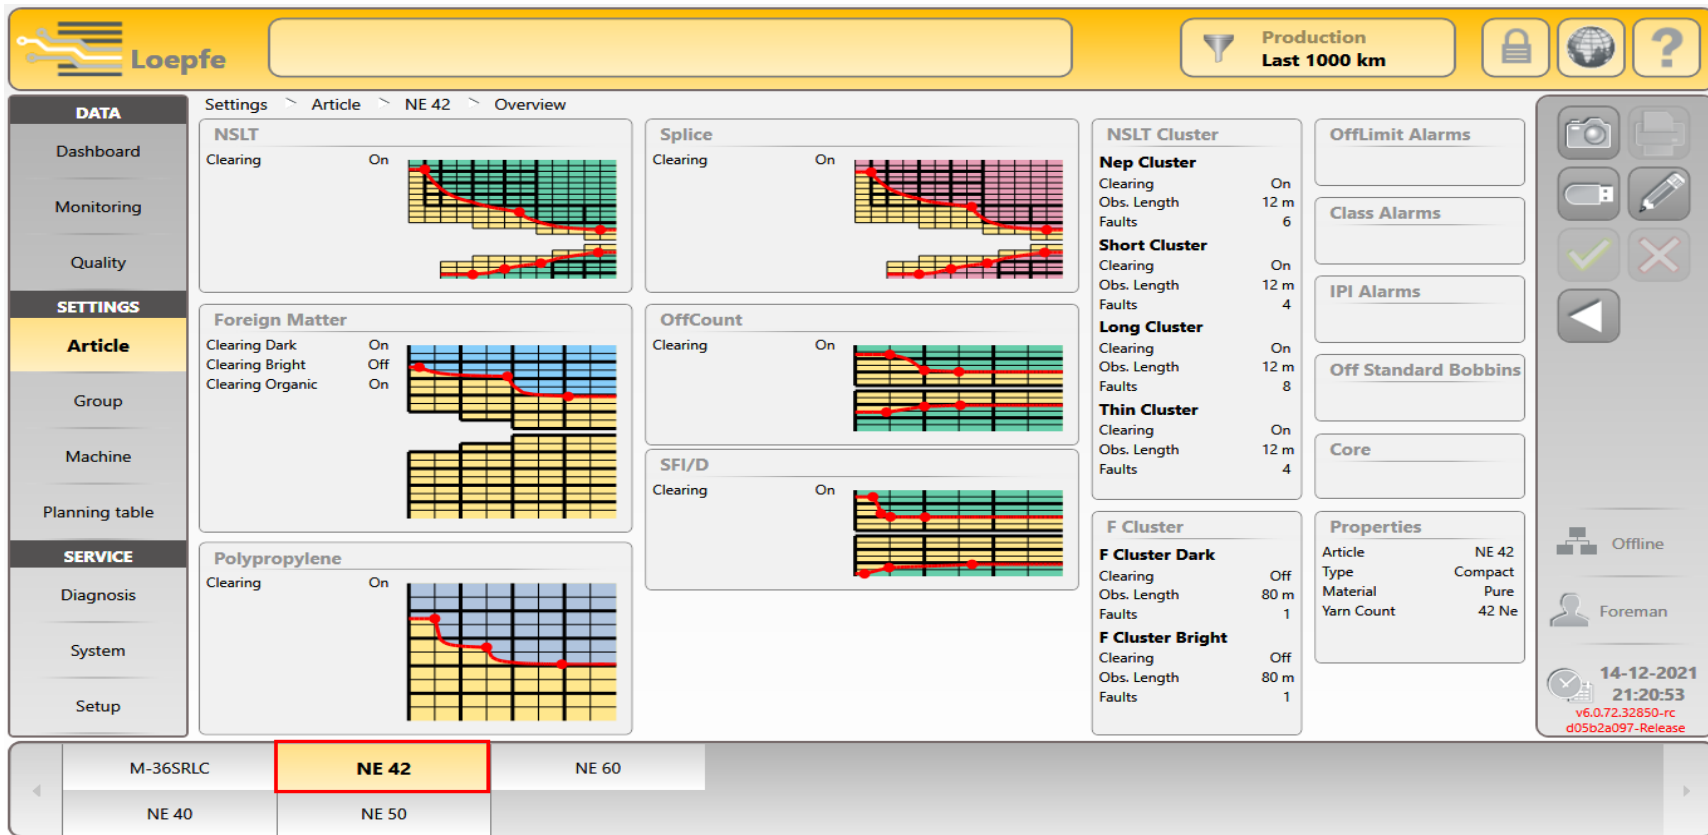 Loepfe
Production
Last 1000 km
?
DATA
Dashboard
Monitoring
Quality
SETTINGS
Article
Group
Machine
Planning table
SERVICE
Diagnosis
System
Setup
Settings > Article > NE 42 > Overview
NSLT
Clearing On
Foreign Matter
Clearing Dark On
Clearing Bright Off
Clearing Organic On
Polypropylene
Clearing On
Splice
Clearing On
OffCount
Clearing On
SFI/D
Clearing On
NSLT Cluster
Nep Cluster
Clearing On
Obs. Length 12 m
Faults 6
Short Cluster
Clearing On
Obs. Length 12 m
Faults 4
Long Cluster
Clearing On
Obs. Length 12 m
Faults 8
Thin Cluster
Clearing On
Obs. Length 12 m
Faults 4
F Cluster
F Cluster Dark
Clearing Off
Obs. Length 80 m
Faults 1
F Cluster Bright
Clearing Off
Obs. Length 80 m
Faults 1
OffLimit Alarms
Class Alarms
IPI Alarms
Off Standard Bobbins
Core
Properties
Article NE 42
Type Compact
Material Pure
Yarn Count 42 Ne
Offline
Foreman
14-12-2021
21:20:53
v6.0.72.32850-rc
d05b2a097-Release
M-36SRLC NE 42 NE 60
NE 40 NE 50